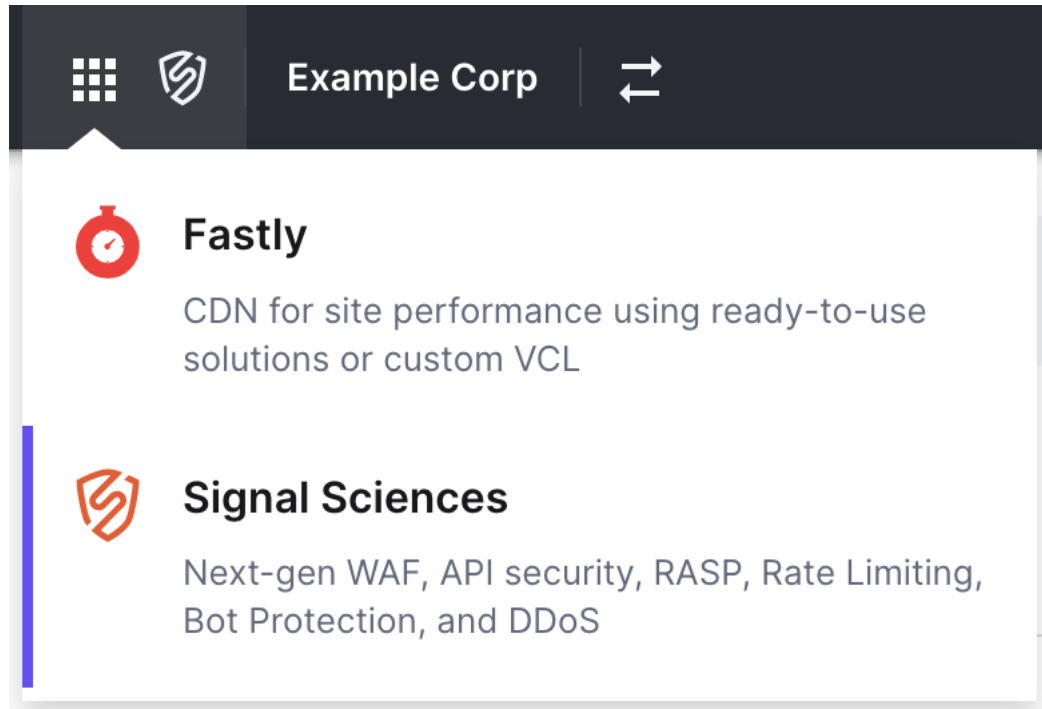 Example Corp
Fastly
CDN for site performance using ready-to-use
solutions or custom VCL
Signal Sciences
Next-gen WAF, API security, RASP, Rate Limiting,
Bot Protection, and DDoS